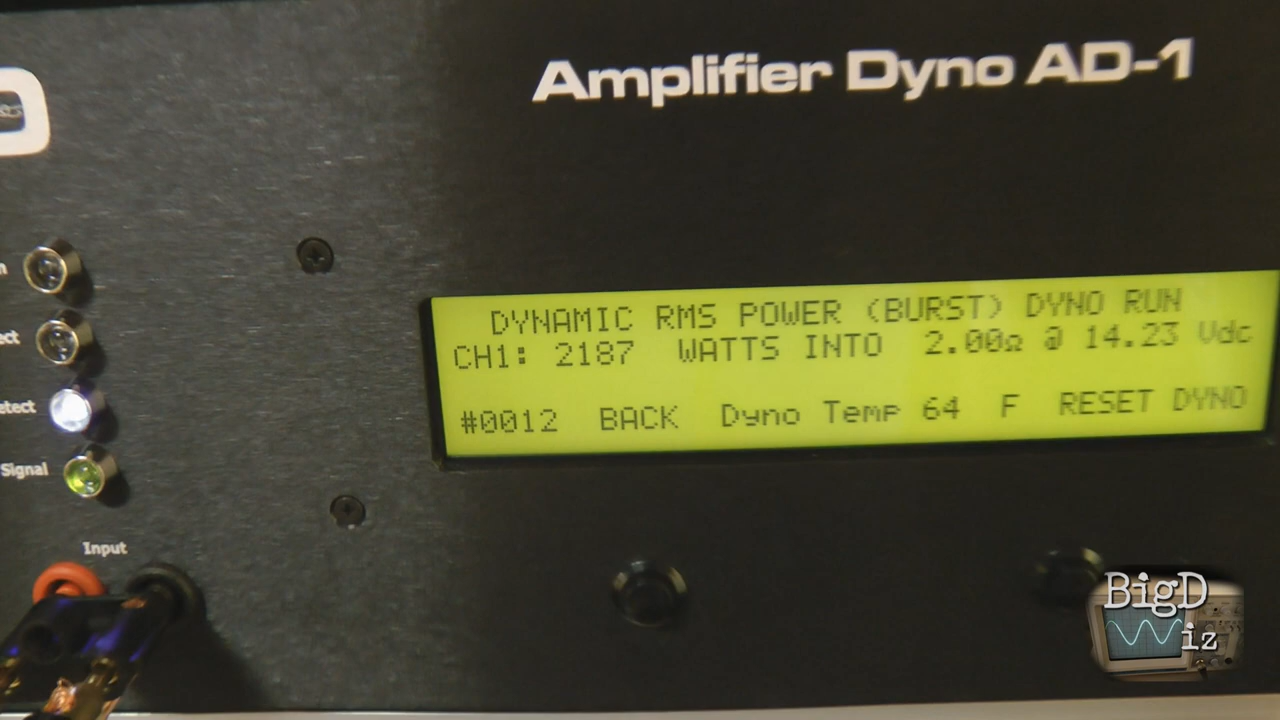 Amplifier Dyno AD-1
DYNAMIC RMS POWER (BURST) DYNO RUN
CH1: 2187 WATTS INTO 2.00Ω @ 14.23 Vdc
#0012 BACK Dyno Temp 64 F RESET DYNO
Signal
Input
BigD
iz